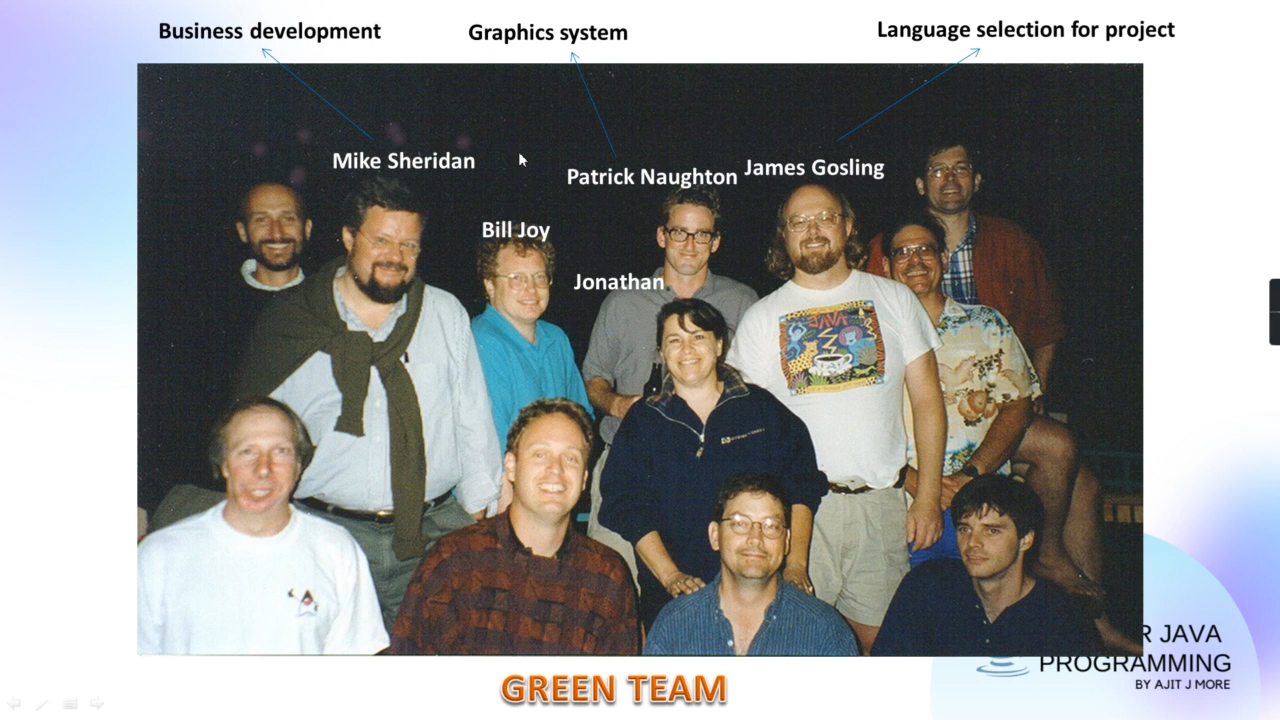 Business development
Graphics system
Language selection for project
Mike Sheridan
Patrick Naughton
James Gosling
Bill Joy
Jonathan
JAVA
R JAVA
PROGRAMMING
BY AJIT J MORE
GREEN TEAM